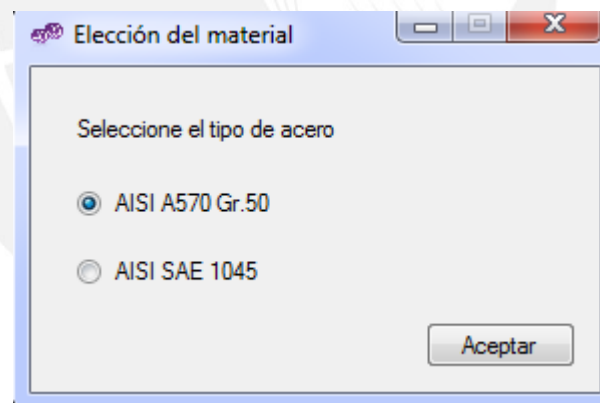 Elección del material
Seleccione el tipo de acero
AISI A570 Gr.50
AISI SAE 1045
Aceptar